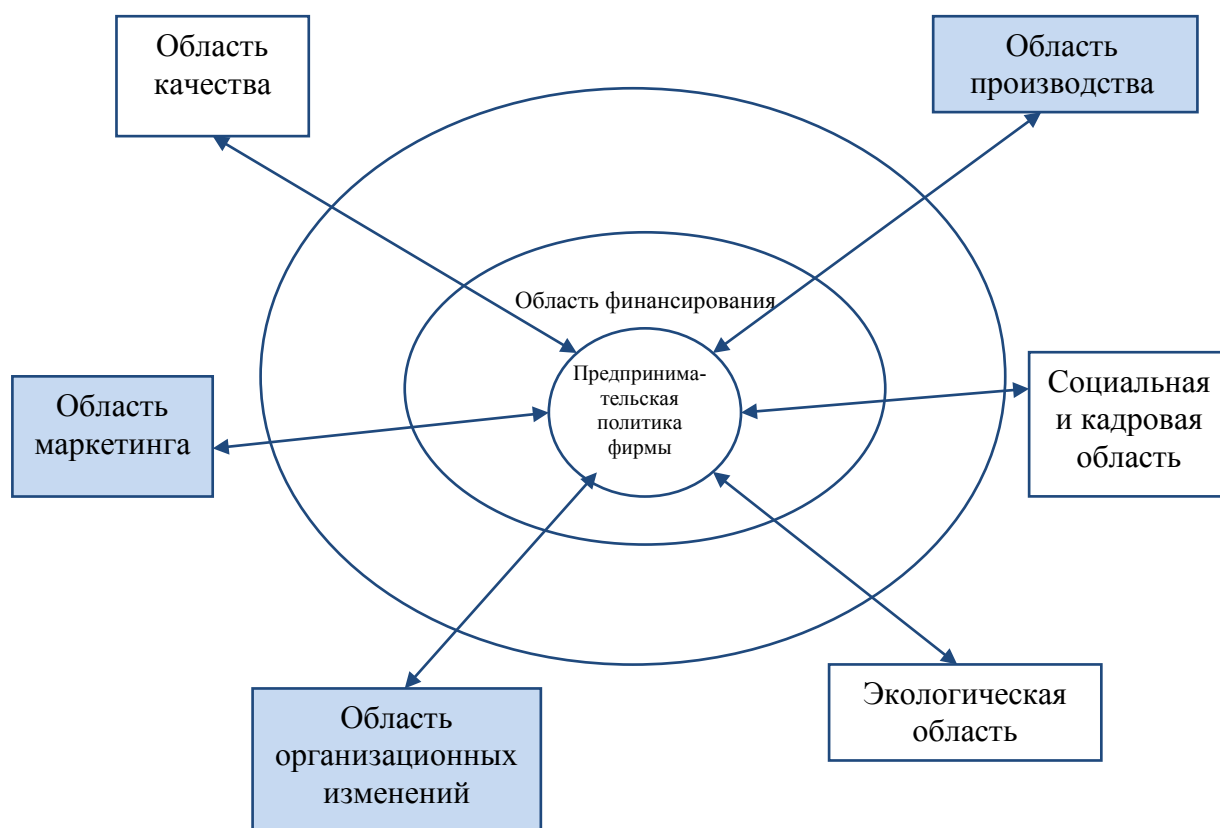 Область
качества
Область
производства
Область финансирования
Предпринима-
тельская
политика
фирмы
Область
маркетинга
Социальная
и кадровая
область
Область
организационных
изменений
Экологическая
область